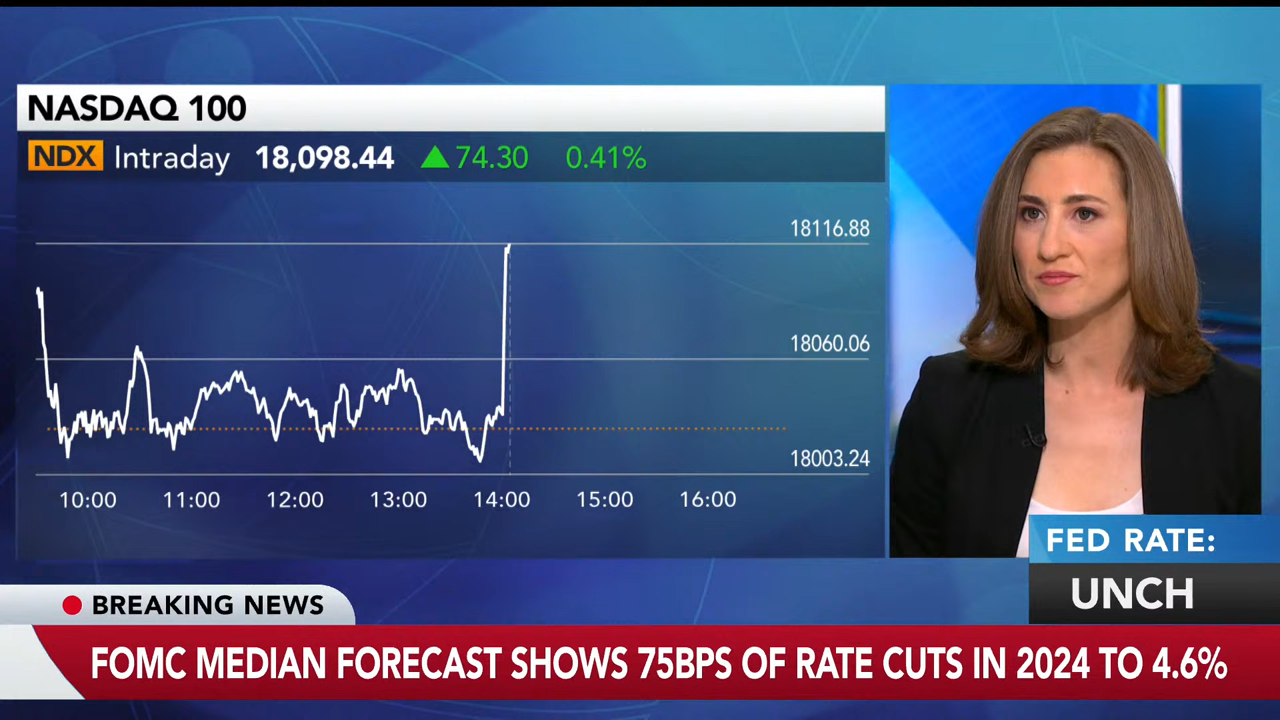 NASDAQ 100
NDX Intraday 18,098.44 ▲ 74.30 0.41%
18116.88
18060.06
18003.24
10:00 11:00 12:00 13:00 14:00 15:00 16:00
FED RATE:
UNCH
BREAKING NEWS
FOMC MEDIAN FORECAST SHOWS 75BPS OF RATE CUTS IN 2024 TO 4.6%